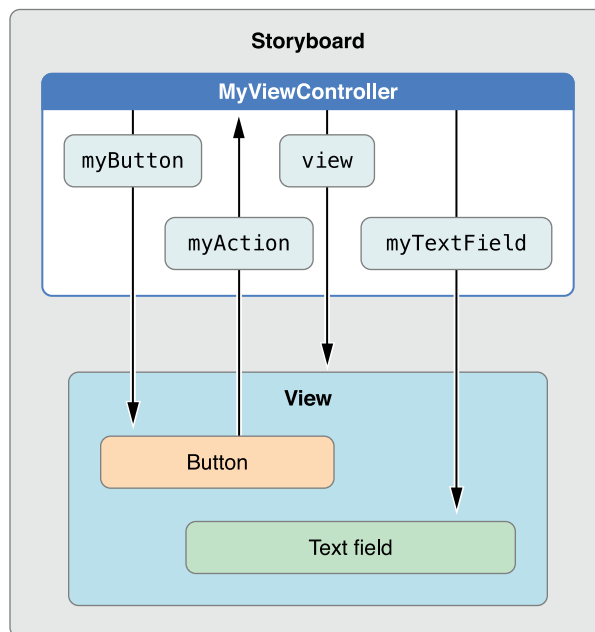 Storyboard
MyViewController
myButton
view
myAction
myTextField
View
Button
Text field